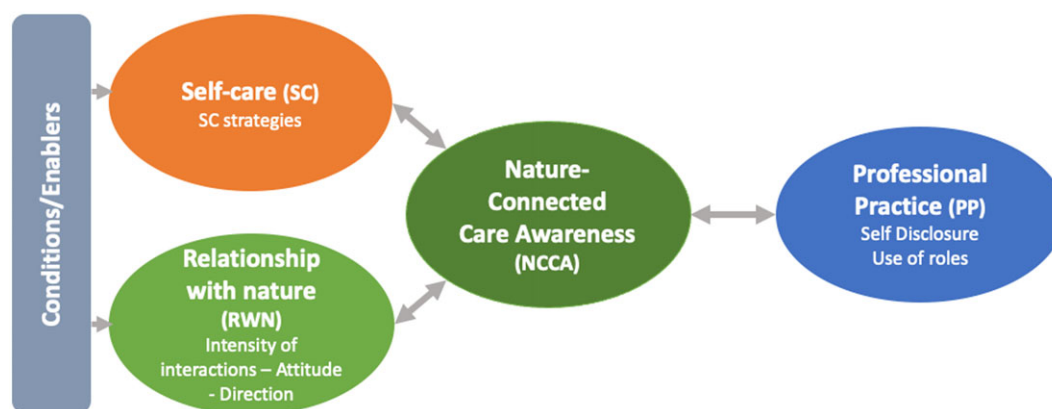 Conditions/Enablers
Self-care (SC)
SC strategies
Relationship
with nature
(RWN)
Intensity of
interactions – Attitude
- Direction
Nature-
Connected
Care Awareness
(NCCA)
Professional
Practice (PP)
Self Disclosure
Use of roles